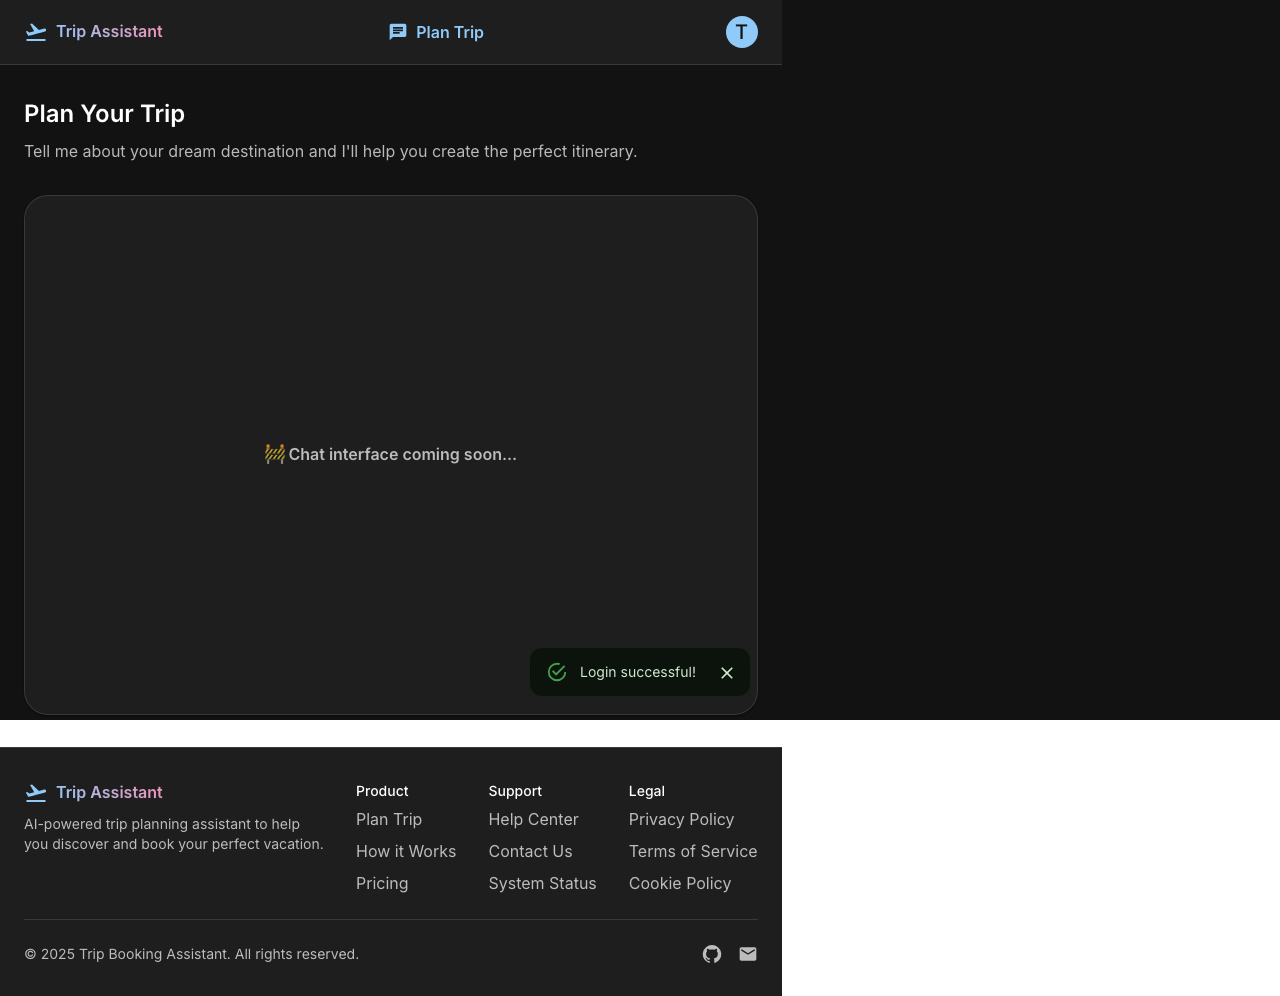 Trip Assistant
Plan Trip
T
Plan Your Trip
Tell me about your dream destination and I'll help you create the perfect itinerary.
🚧 Chat interface coming soon...
Login successful!
Trip Assistant
AI-powered trip planning assistant to help
you discover and book your perfect vacation.
Product
Plan Trip
How it Works
Pricing
Support
Help Center
Contact Us
System Status
Legal
Privacy Policy
Terms of Service
Cookie Policy
© 2025 Trip Booking Assistant. All rights reserved.